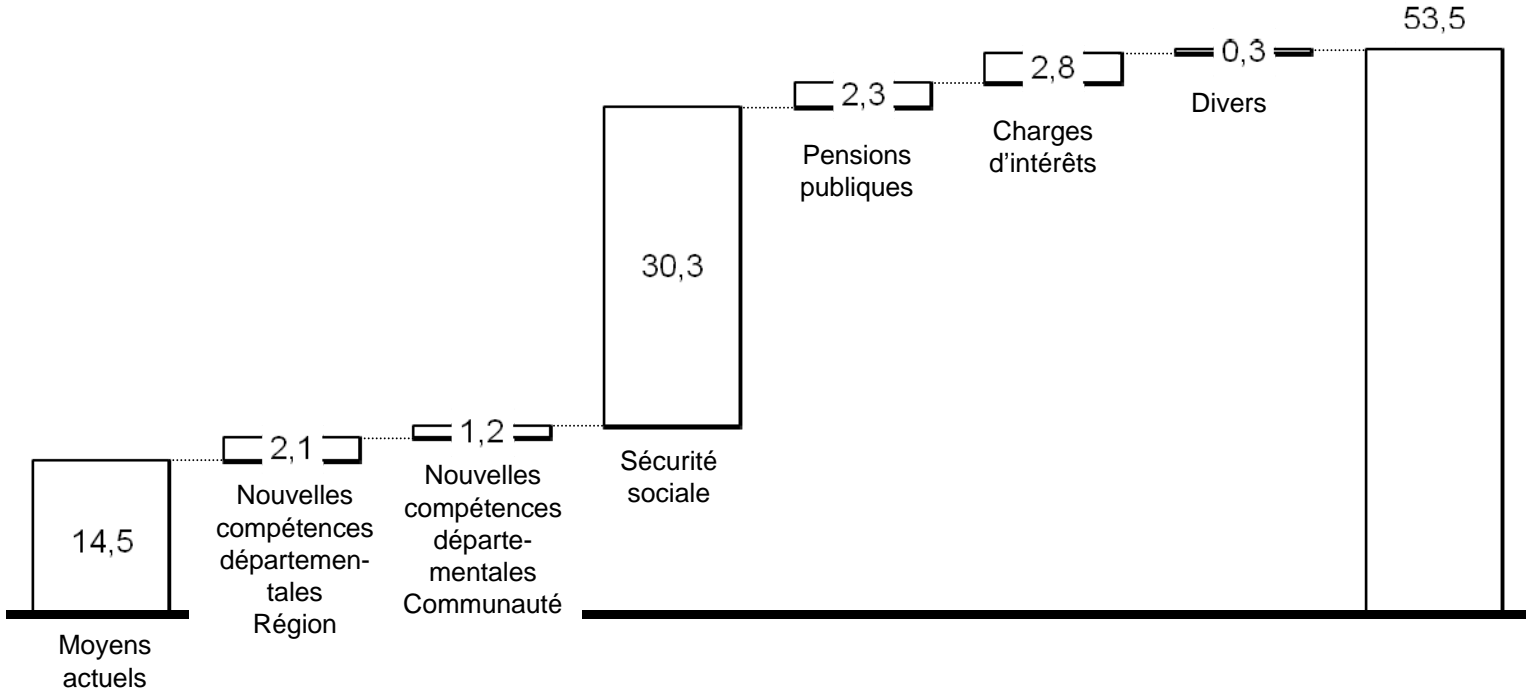 14,5
Moyens
actuels
2,1
Nouvelles
compétences
départemen-
tales
Région
1,2
Nouvelles
compétences
départe-
mentales
Communauté
30,3
Sécurité
sociale
2,3
Pensions
publiques
2,8
Charges
d’intérêts
0,3
Divers
53,5